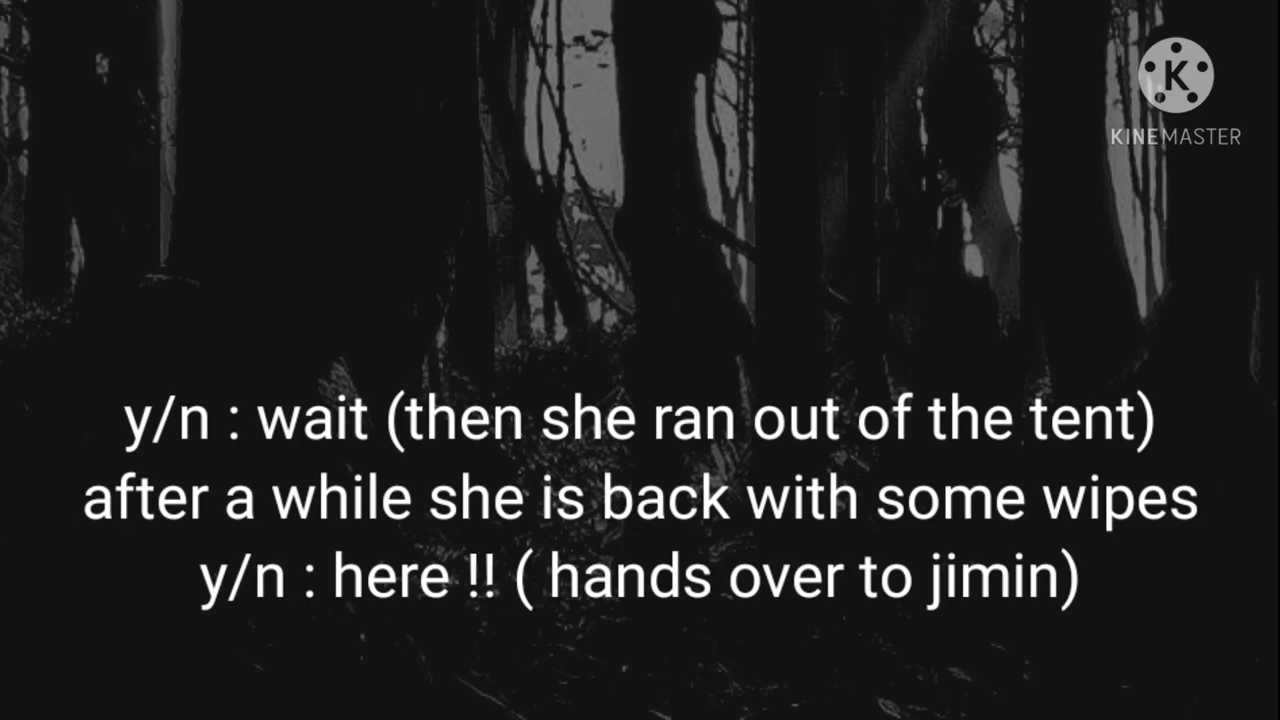 K
KINEMASTER
y/n : wait (then she ran out of the tent)
after a while she is back with some wipes
y/n : here !! ( hands over to jimin)